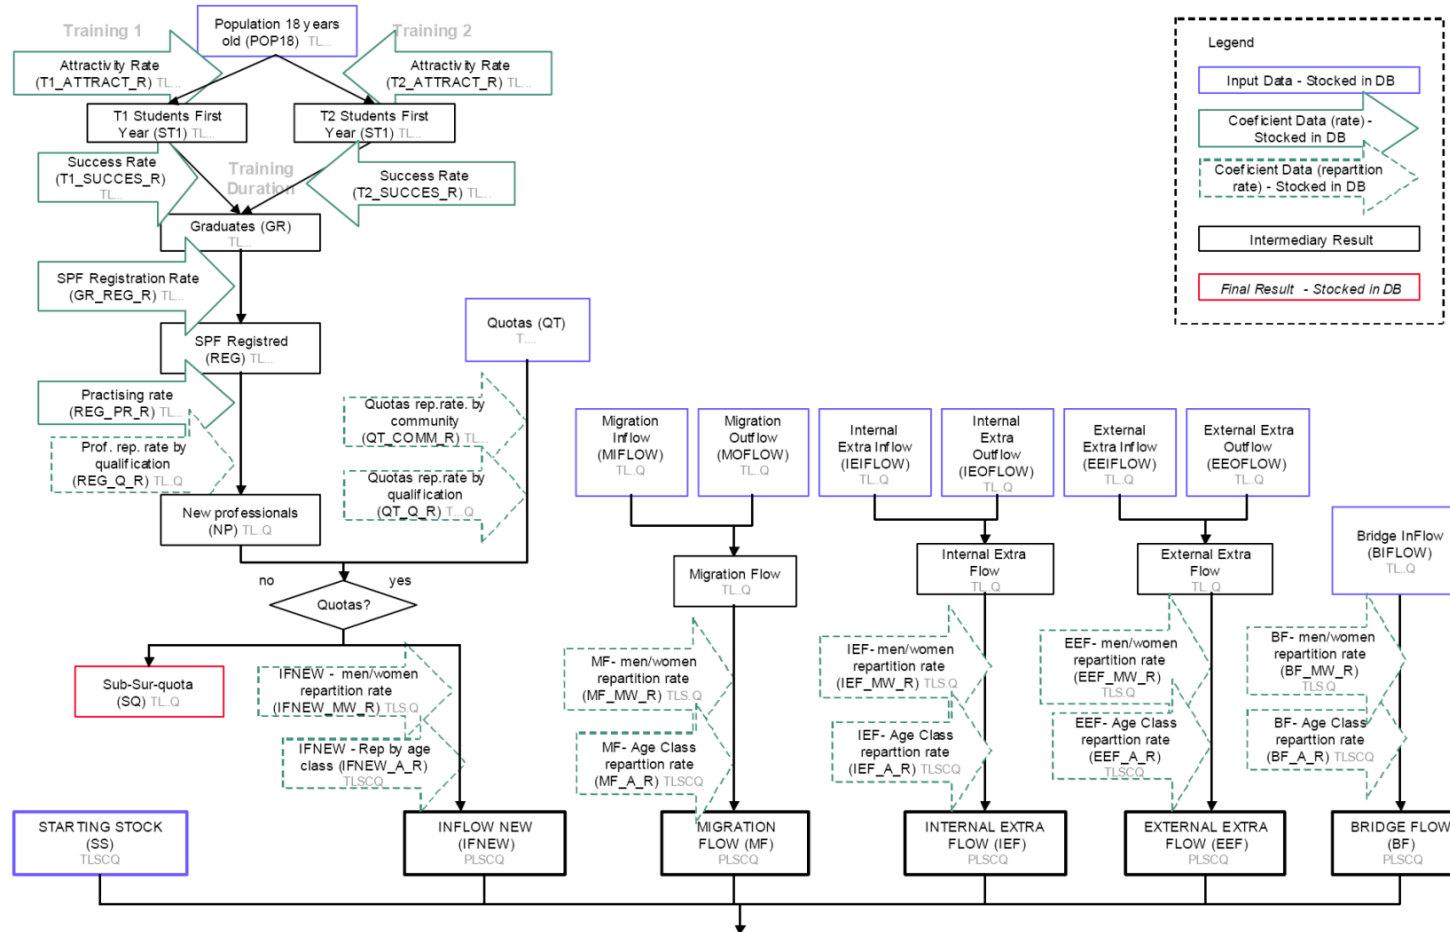 Training 1
Population 18 years
old (POP18) TL...
Training 2
Attractivity Rate
(T1_ATTRACT_R) TL...
Attractivity Rate
(T2_ATTRACT_R) TL...
T1 Students First
Year (ST1) TL...
T2 Students First
Year (ST1) TL...
Success Rate
(T1_SUCCES_R)
TL...
Training
Duration
Success Rate
(T2_SUCCES_R)
TL...
Graduates (GR)
TL...
SPF Registration Rate
(GR_REG_R) TL...
SPF Registred
(REG) TL...
Practising rate
(REG_PR_R) TL...
Prof. rep. rate by
qualification
(REG_Q_R) TL..Q
New professionals
(NP) TL..Q
Quotas (QT)
T....
Quotas rep.rate. by
community
(QT_COMM_R) TL...
Quotas rep.rate by
qualification
(QT_Q_R) T...Q
no
yes
Quotas?
Sub-Sur-quota
(SQ) TL..Q
IFNEW - men/women
repartition rate
(IFNEW_MW_R) TLS.Q
IFNEW - Rep by age
class (IFNEW_A_R)
TLSCQ
Migration
Inflow
(MIFLOW)
TL..Q
Migration
Outflow
(MOFLOW)
TL..Q
Internal
Extra Inflow
(IEIFLOW)
TL..Q
Internal
Extra
Outflow
(IEOFLOW)
TL..Q
External
Extra Inflow
(EEIFLOW)
TL..Q
External Extra
Outflow
(EEOFLOW)
TL..Q
Bridge InFlow
(BIFLOW)
TL..Q
Migration Flow
TL..Q
Internal Extra
Flow
TL..Q
External Extra
Flow
TL..Q
MF- men/women
repartition rate
(MF_MW_R) TLS.Q
MF- Age Class
repartition rate
(MF_A_R) TLSCQ
IEF- men/women
repartition rate
(IEF_MW_R) TLS.Q
IEF- Age Class
repartition rate
(IEF_A_R) TLSCQ
EEF- men/women
repartition rate
(EEF_MW_R)
TLS.Q
EEF- Age Class
reparttion rate
(EEF_A_R)
TLSCQ
BF- men/women
repartition rate
(BF_MW_R)
TLS.Q
BF- Age Class
reparttion rate
(BF_A_R) TLSCQ
STARTING STOCK
(SS)
TLSCQ
INFLOW NEW
(IFNEW)
PLSCQ
MIGRATION
FLOW (MF)
PLSCQ
INTERNAL EXTRA
FLOW (IEF)
PLSCQ
EXTERNAL EXTRA
FLOW (EEF)
PLSCQ
BRIDGE FLOW
(BF)
PLSCQ
Legend
Input Data - Stocked in DB
Coeficient Data (rate) -
Stocked in DB
Coeficient Data (repartition
rate) - Stocked in DB
Intermediary Result
Final Result - Stocked in DB